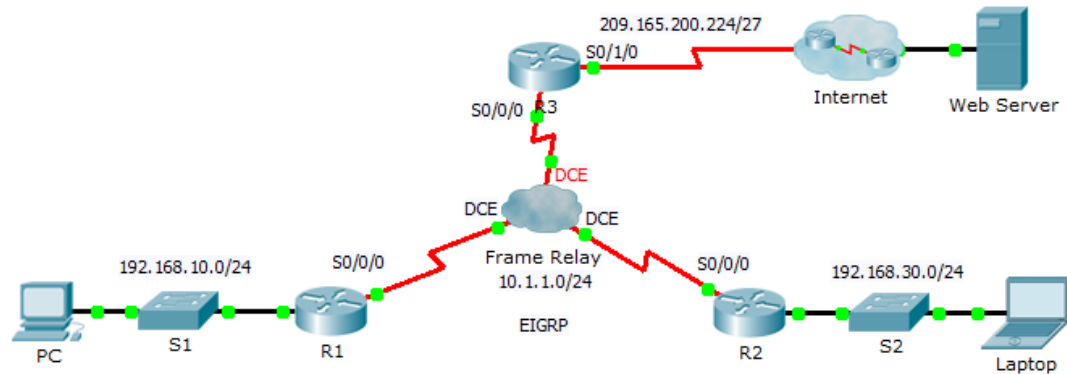 209.165.200.224/27
S0/1/0
Internet
Web Server
S0/0/0
R3
DCE
DCE
DCE
Frame Relay
10.1.1.0/24
EIGRP
192.168.10.0/24
S0/0/0
PC
S1
R1
S0/0/0
192.168.30.0/24
R2
S2
Laptop